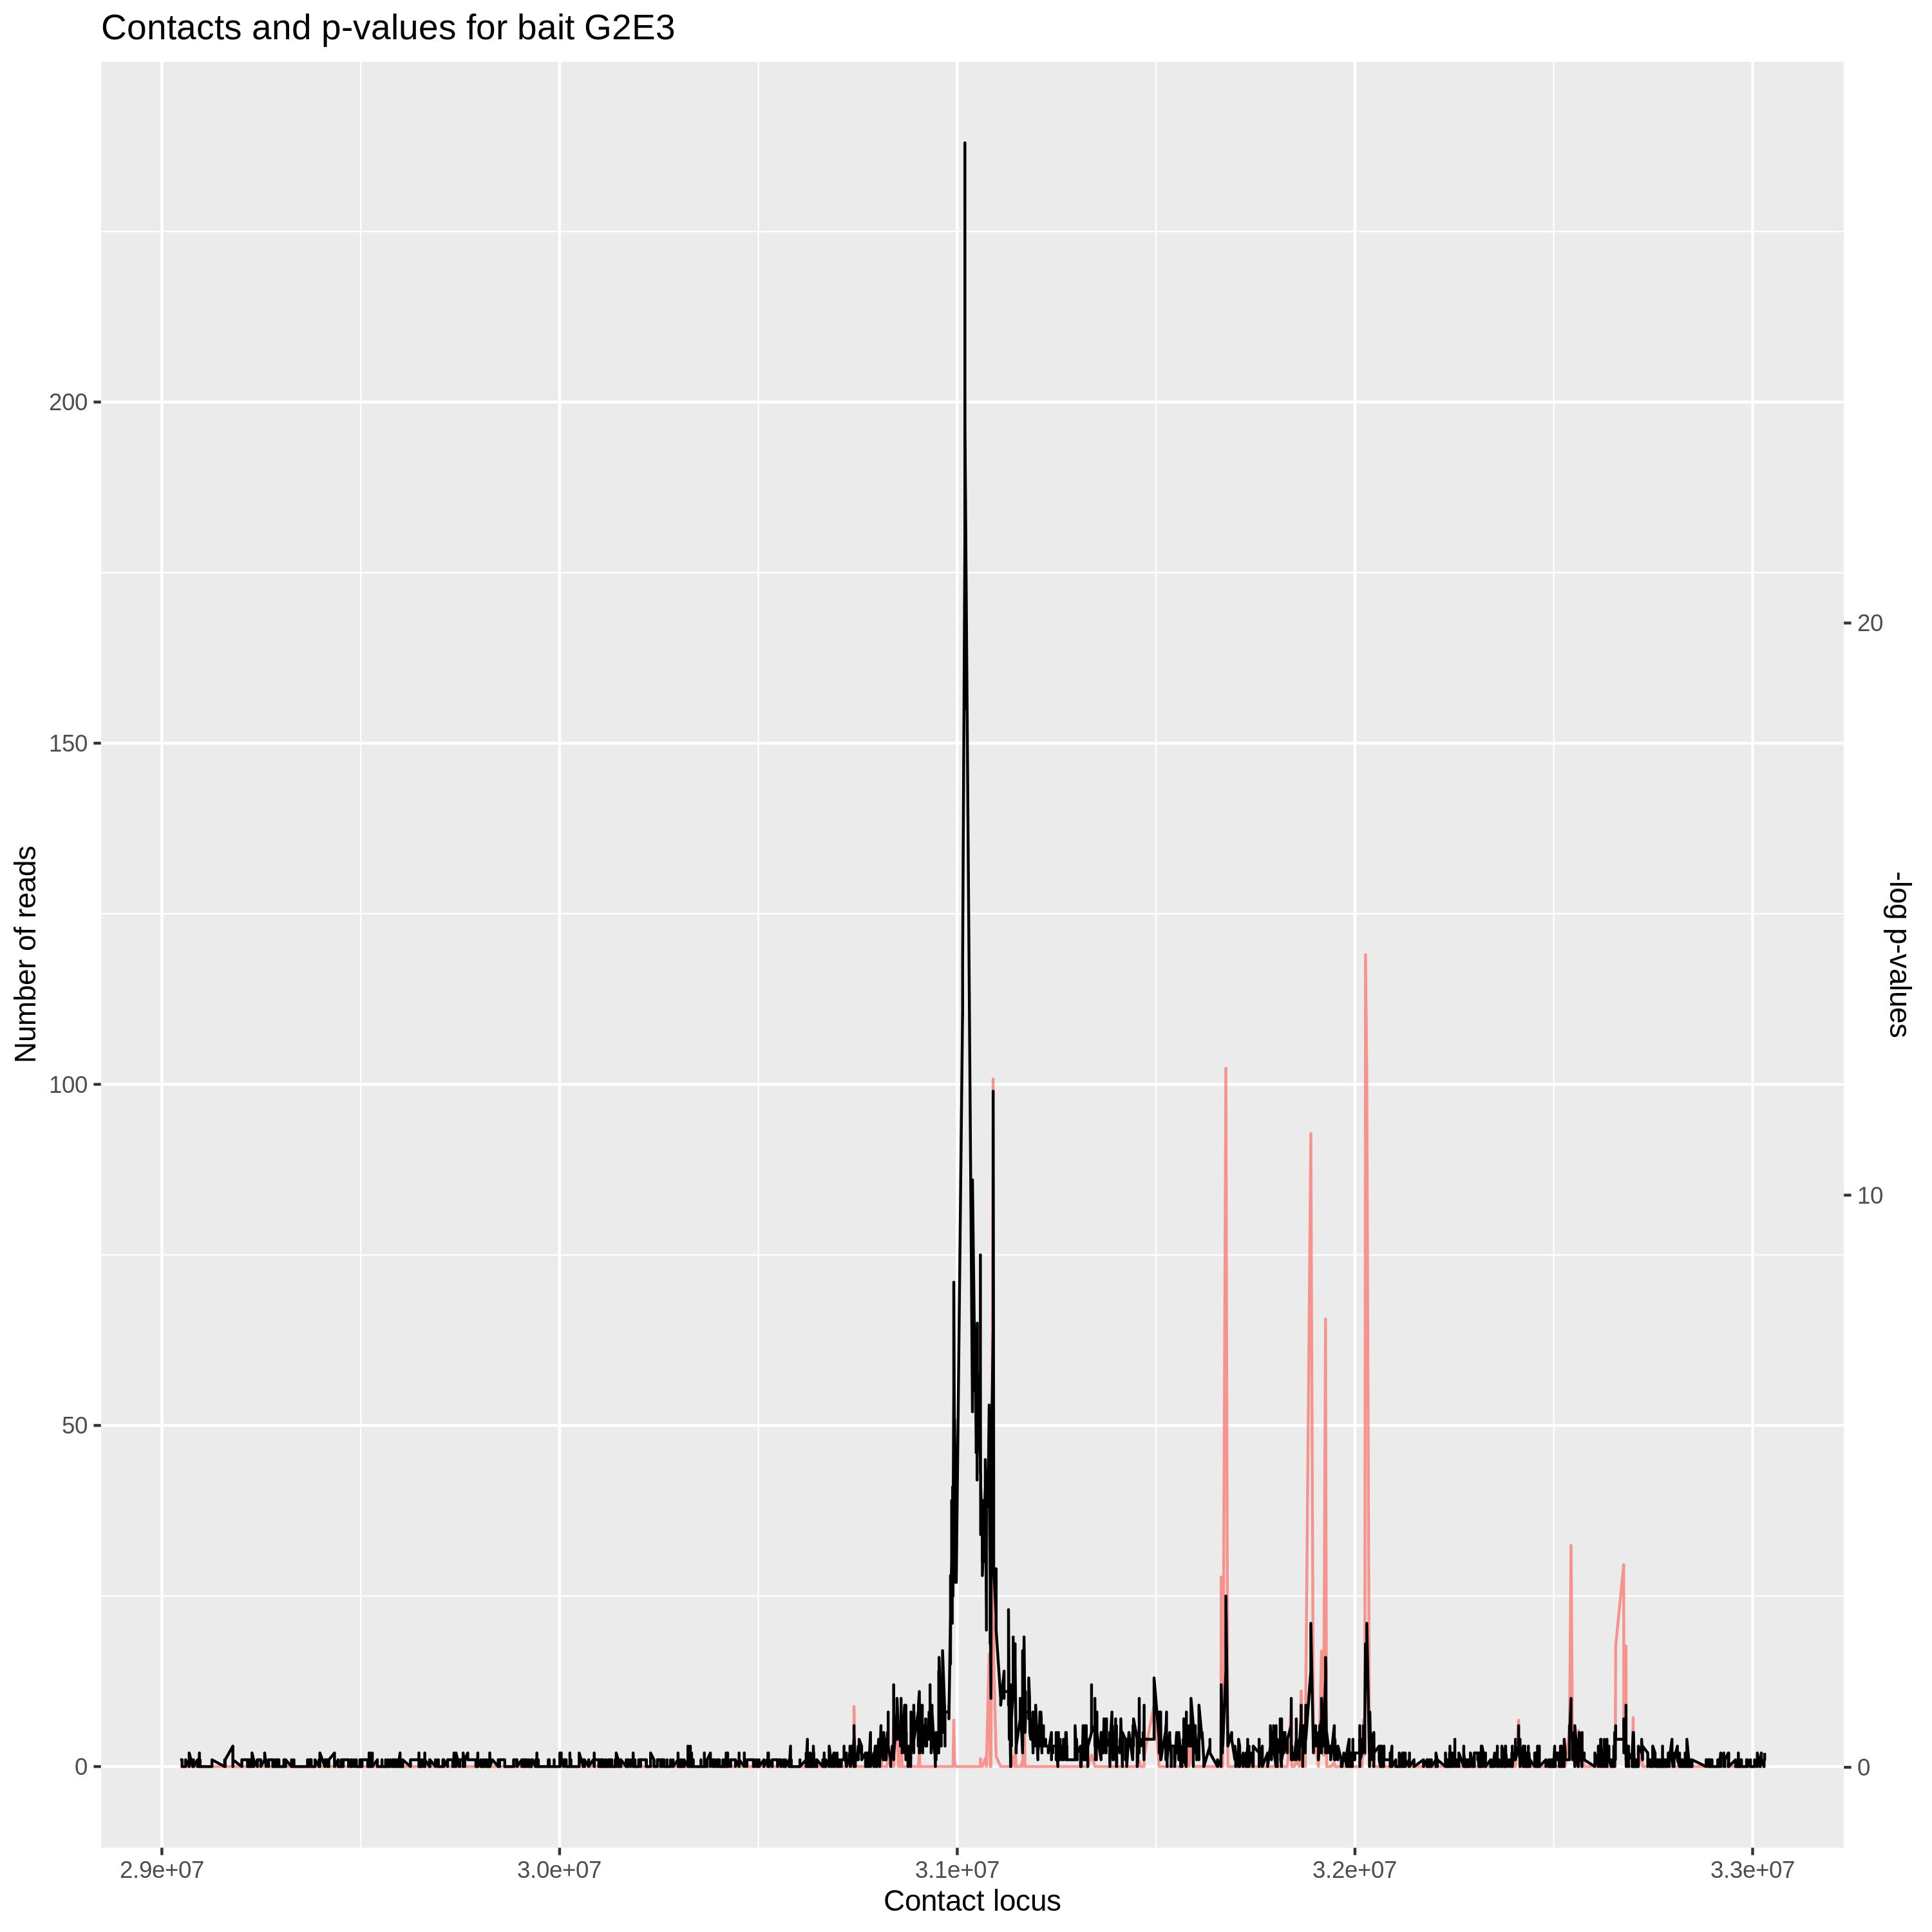 Contacts and p-values for bait G2E3
Number of reads
200
150
100
50
0
20
10
0
-log p-values
2.9e+07
3.0e+07
3.1e+07
3.2e+07
3.3e+07
Contact locus